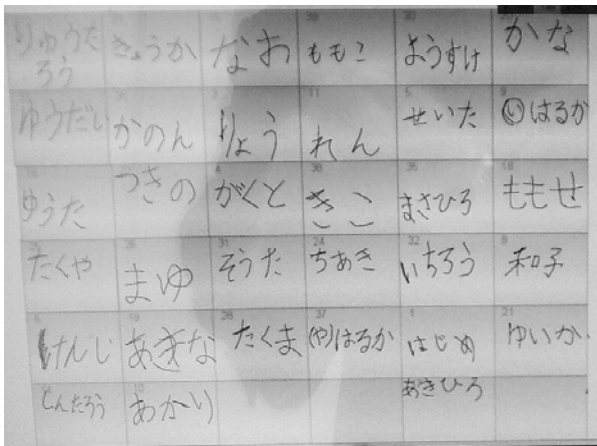 りゅうたろう きょうか なお ももこ ようすけ かな
ゆうだい かのん りょう れん せいた (い)はるか
ゆうた つきの がくと きこ まさひろ ももせ
たくや まゆ そうた ちあき いちろう 和子
けんじ あきな たくま (や)はるか はじめ ゆいか
しんたろう あかり あきひろ